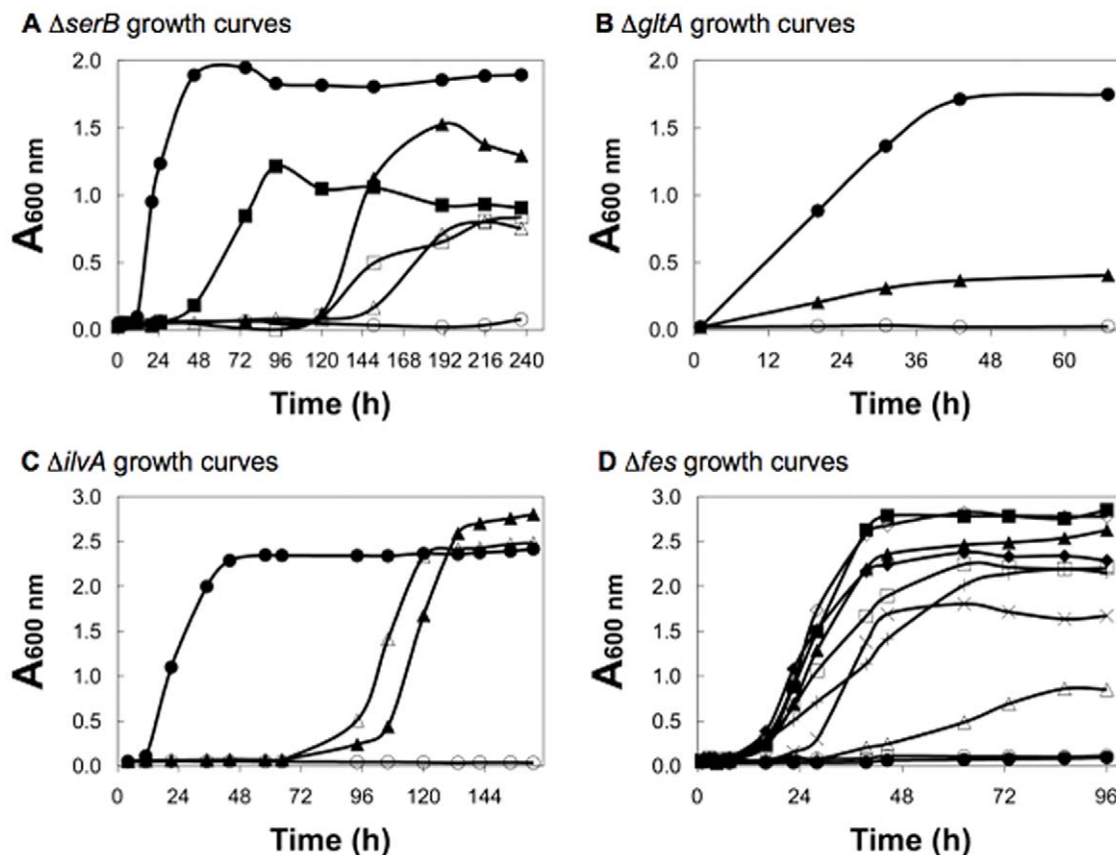 A ΔserB growth curves
2.0
1.5
1.0
0.5
0.0
A600 nm
0 24 48 72 96 120 144 168 192 216 240
Time (h)
B ΔgltA growth curves
2.0
1.5
1.0
0.5
0.0
A600 nm
0 12 24 36 48 60
Time (h)
C ΔilvA growth curves
3.0
2.5
2.0
1.5
1.0
0.5
0.0
A600 nm
0 24 48 72 96 120 144
Time (h)
D Δfes growth curves
3.0
2.5
2.0
1.5
1.0
0.5
0.0
A600 nm
0 24 48 72 96
Time (h)